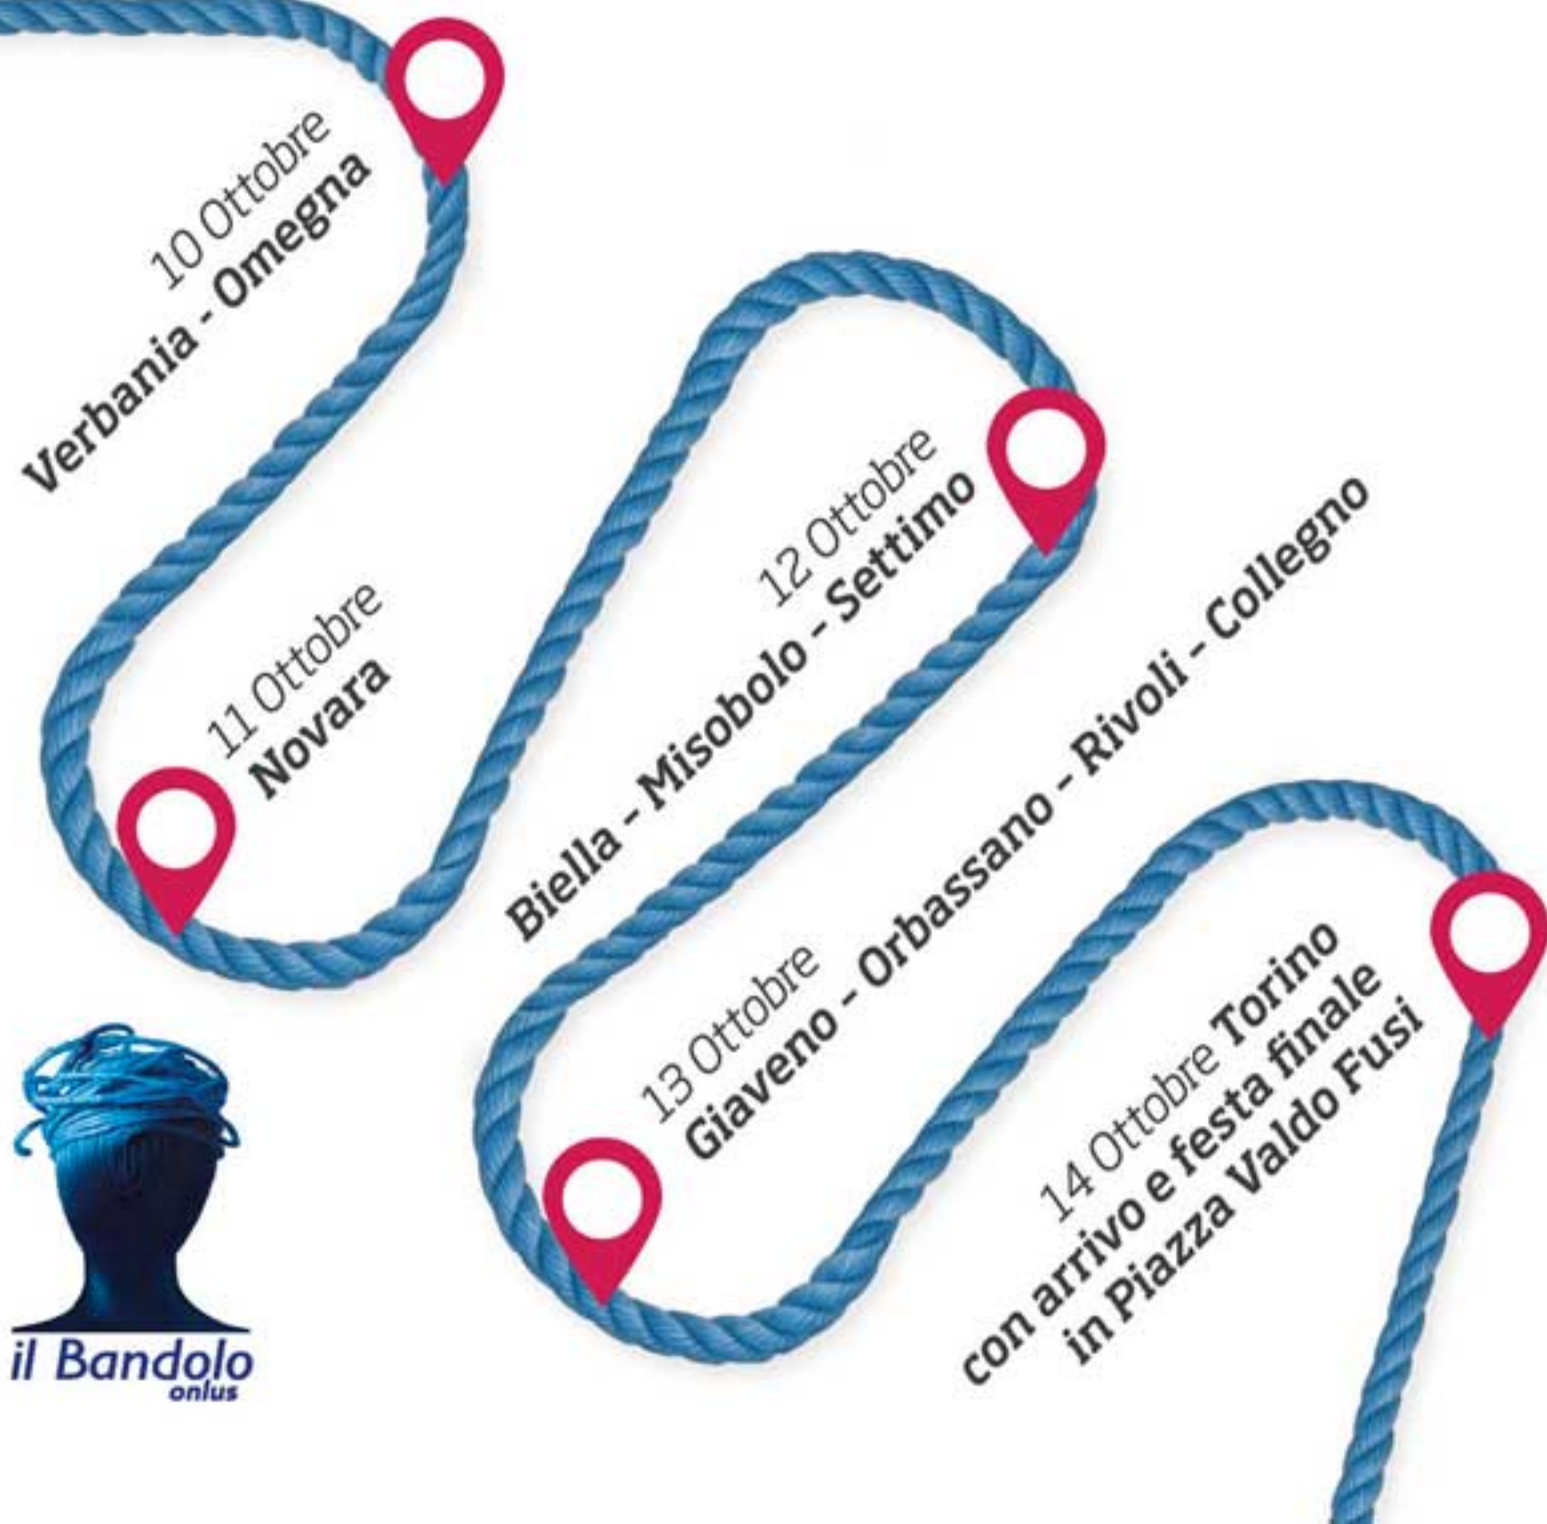 10 Ottobre
Verbania - Omegna
11 Ottobre
Novara
12 Ottobre
Biella - Misobolo - Settimo
13 Ottobre
Giaveno - Orbassano - Rivoli - Collegno
14 Ottobre Torino
con arrivo e festa finale
in Piazza Valdo Fusi
il Bandolo
onlus